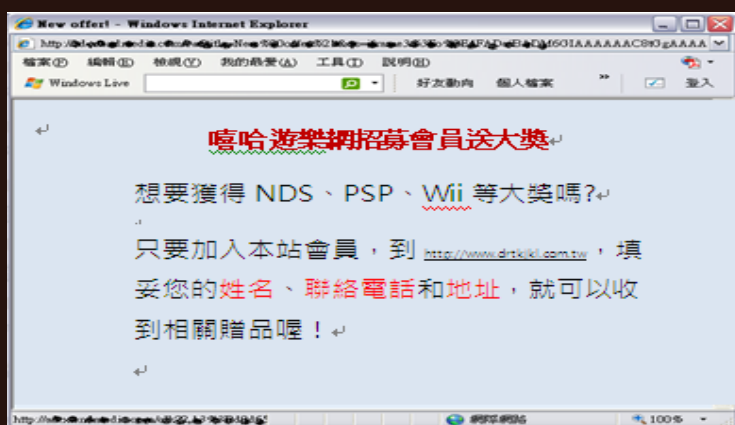 New offer! - Windows Internet Explorer
檔案(F) 編輯(E) 檢視(V) 我的最愛(A) 工具(T) 說明(H)
Windows Live 好友動向 個人檔案 » 登入
嘻哈遊樂網招募會員送大獎
想要獲得 NDS、PSP、Wii 等大獎嗎?
只要加入本站會員，到 http://www.drtkjkl.com.tw，填
妥您的姓名、聯絡電話和地址，就可以收
到相關贈品喔！
網際網路 100%